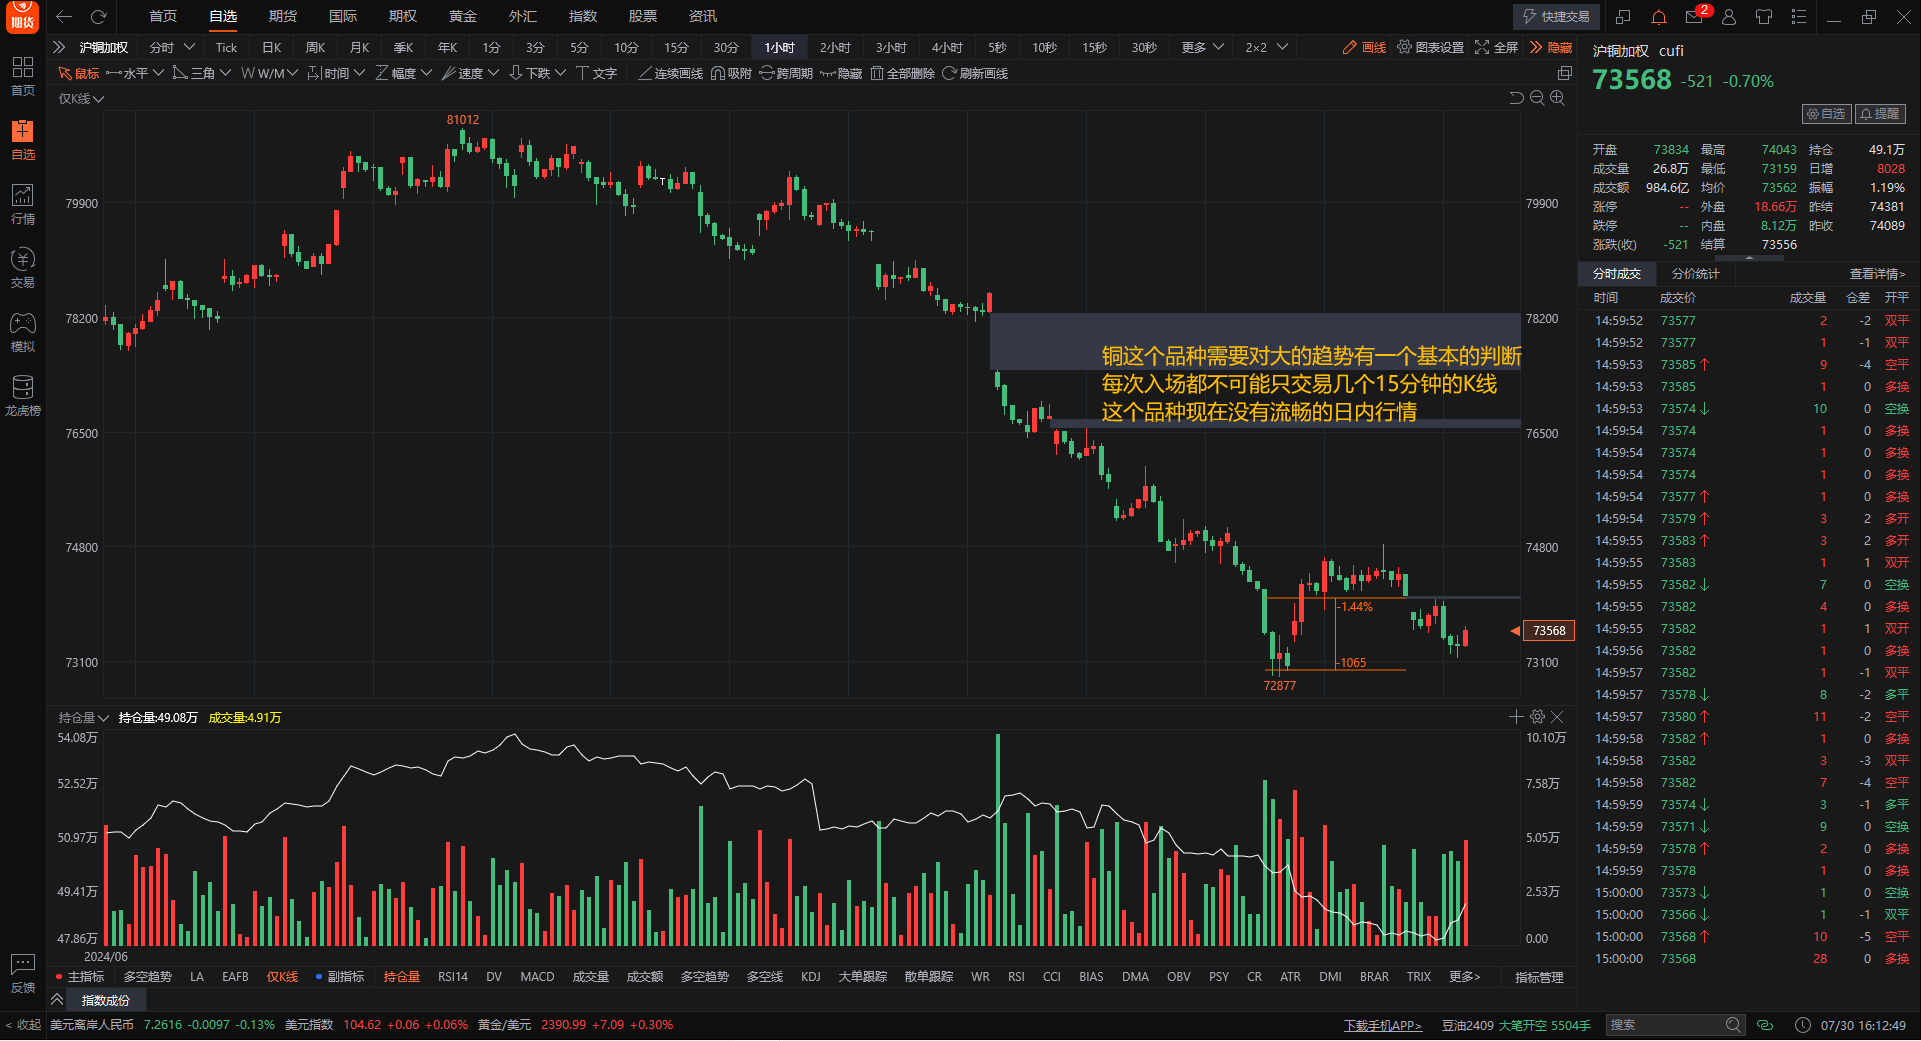 期货
首页 自选 期货 国际 期权 黄金 外汇 指数 股票 资讯
快捷交易 2
沪铜加权 分时 Tick 日K 周K 月K 季K 年K 1分 3分 5分 10分 15分 30分 1小时 2小时 3小时 4小时 5秒 10秒 15秒 30秒 更多 2×2 画线 图表设置 全屏 隐藏
鼠标 水平 三角 W/M 时间 幅度 速度 下跌 文字 连续画线 吸附 跨周期 隐藏 全部删除 刷新画线
仅K线
首页
自选
行情
交易
模拟
龙虎榜
反馈
< 收起
81012
79900 79900
78200 78200
铜这个品种需要对大的趋势有一个基本的判断
每次入场都不可能只交易几个15分钟的K线
这个品种现在没有流畅的日内行情
76500 76500
74800 74800
-1.44%
73568
-1065
73100 73100
72877
持仓量 持仓量:49.08万 成交量:4.91万
54.08万 10.10万
52.52万 7.58万
50.97万 5.05万
49.41万 2.53万
47.86万 0.00
2024/06
主指标 多空趋势 LA EAFB 仅K线 副指标 持仓量 RSI14 DV MACD 成交量 成交额 多空趋势 多空线 KDJ 大单跟踪 散单跟踪 WR RSI CCI BIAS DMA OBV PSY CR ATR DMI BRAR TRIX 更多> 指标管理
指数成份
美元离岸人民币 7.2616 -0.0097 -0.13% 美元指数 104.62 +0.06 +0.06% 黄金/美元 2390.99 +7.09 +0.30%
下载手机APP> 豆油2409 大笔开空 5504手 搜索 07/30 16:12:49
沪铜加权 cufi
73568 -521 -0.70%
自选 提醒
开盘 73834 最高 74043 持仓 49.1万
成交量 26.8万 最低 73159 日增 8028
成交额 984.6亿 均价 73562 振幅 1.19%
涨停 -- 外盘 18.66万 昨结 74381
跌停 -- 内盘 8.12万 昨收 74089
涨跌(收) -521 结算 73556
分时成交 分价统计 查看详情>
时间 成交价 成交量 仓差 开平
14:59:52 73577 2 -2 双平
14:59:52 73577 1 -1 双平
14:59:53 73585↑ 9 -4 空平
14:59:53 73585 1 0 多换
14:59:53 73574↓ 10 0 空换
14:59:54 73574 1 0 多换
14:59:54 73574 1 0 多换
14:59:54 73574 1 0 多换
14:59:54 73577↑ 1 0 多换
14:59:54 73579↑ 3 2 多开
14:59:55 73583↑ 3 2 多开
14:59:55 73583 1 1 双开
14:59:55 73582↓ 7 0 空换
14:59:55 73582 4 0 多换
14:59:55 73582 1 1 双开
14:59:56 73582 1 0 多换
14:59:57 73582 1 -1 双平
14:59:57 73578↓ 8 -2 多平
14:59:57 73580↑ 11 -2 空平
14:59:58 73582↑ 1 0 多换
14:59:58 73582 3 -3 双平
14:59:58 73582 7 -4 空平
14:59:59 73574↓ 3 -1 多平
14:59:59 73571↓ 9 0 空换
14:59:59 73578↑ 2 0 多换
14:59:59 73578 1 0 多换
15:00:00 73573↓ 1 0 空换
15:00:00 73566↓ 1 -1 双平
15:00:00 73568↑ 10 -5 空平
15:00:00 73568 28 0 多换